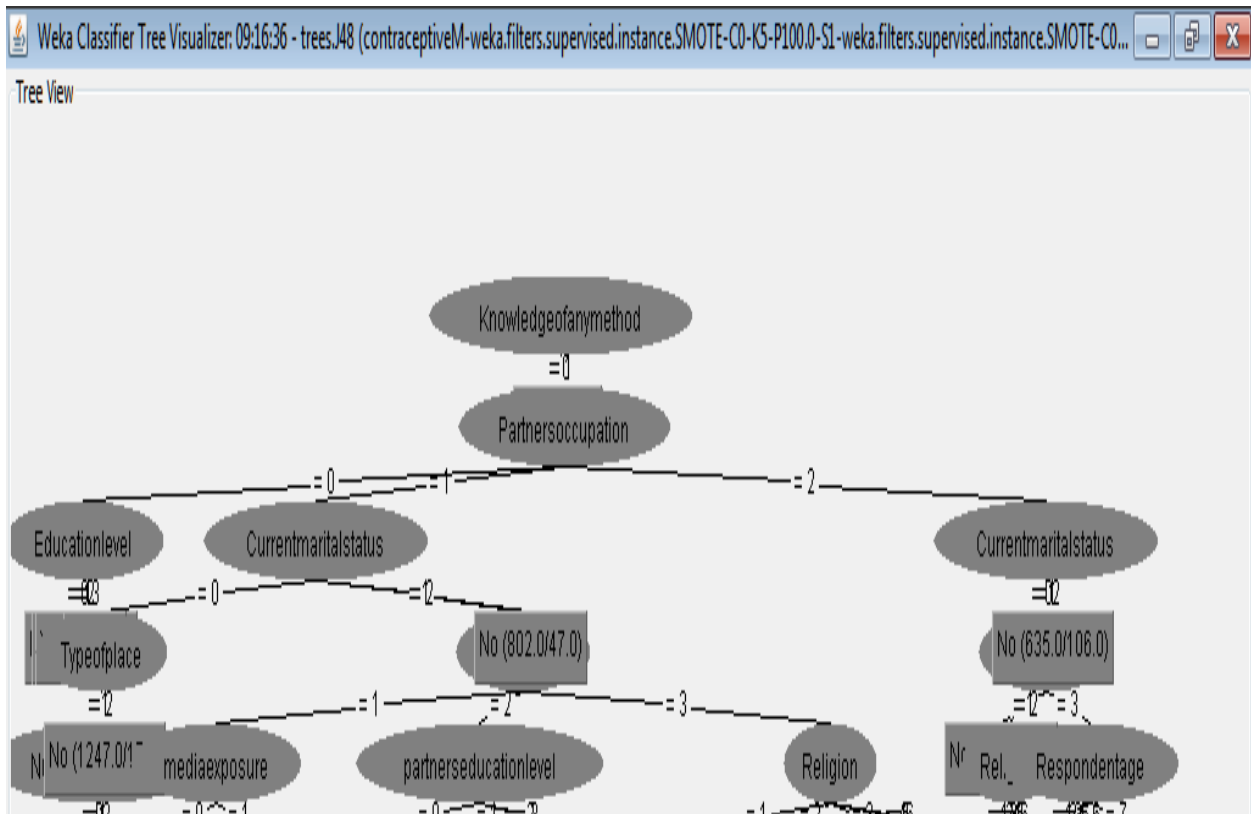 Weka Classifier Tree Visualizer: 09:16:36 - trees.J48 (contraceptiveM-weka.filters.supervised.instance.SMOTE-C0-K5-P100.0-S1-weka.filters.supervised.instance.SMOTE-C0...
Tree View
Knowledgeofanymethod
Partnersoccupation
= 0 = 1 = 2
Educationlevel Currentmaritalstatus Currentmaritalstatus
= 0
Typeofplace No (802.0/47.0) No (635.0/106.0)
= 1 = 2 = 3 = 3
No (1247.0/1 mediaexposure partnerseducationlevel Religion Respondentage